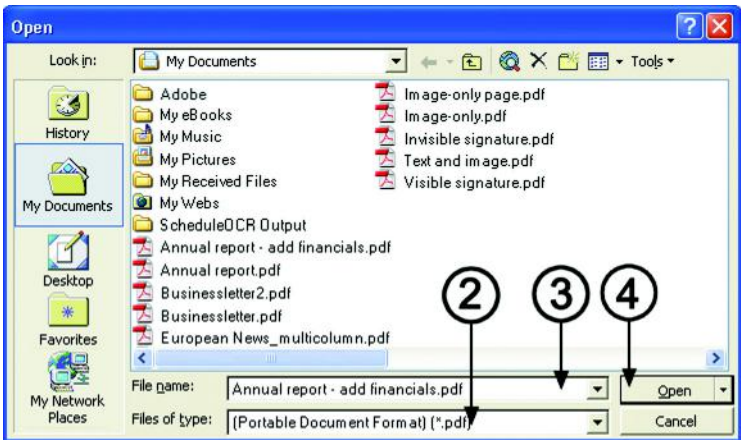 Open
Look in: My Documents Tools
History
My Documents
Desktop
Favorites
My Network
Places
Adobe
My eBooks
My Music
My Pictures
My Received Files
My Webs
ScheduleOCR Output
Annual report - add financials.pdf
Annual report.pdf
Businessletter2.pdf
Businessletter.pdf
European News_multicolumn.pdf
Image-only page.pdf
Image-only.pdf
Invisible signature.pdf
Text and image.pdf
Visible signature.pdf
2 3 4
File name: Annual report - add financials.pdf Open
Files of type: (Portable Document Format) (*.pdf) Cancel